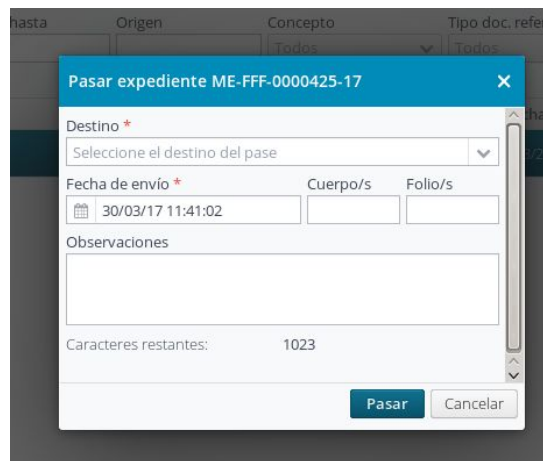 hasta Origen Concepto Tipo doc. refe
Todos Todos
Pasar expediente ME-FFF-0000425-17
Destino *
Seleccione el destino del pase
Fecha de envío * Cuerpo/s Folio/s
30/03/17 11:41:02
Observaciones
Caracteres restantes: 1023
Pasar Cancelar